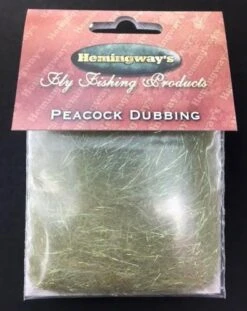 Hemingway's
Fly Fishing Products
PEACOCK DUBBING